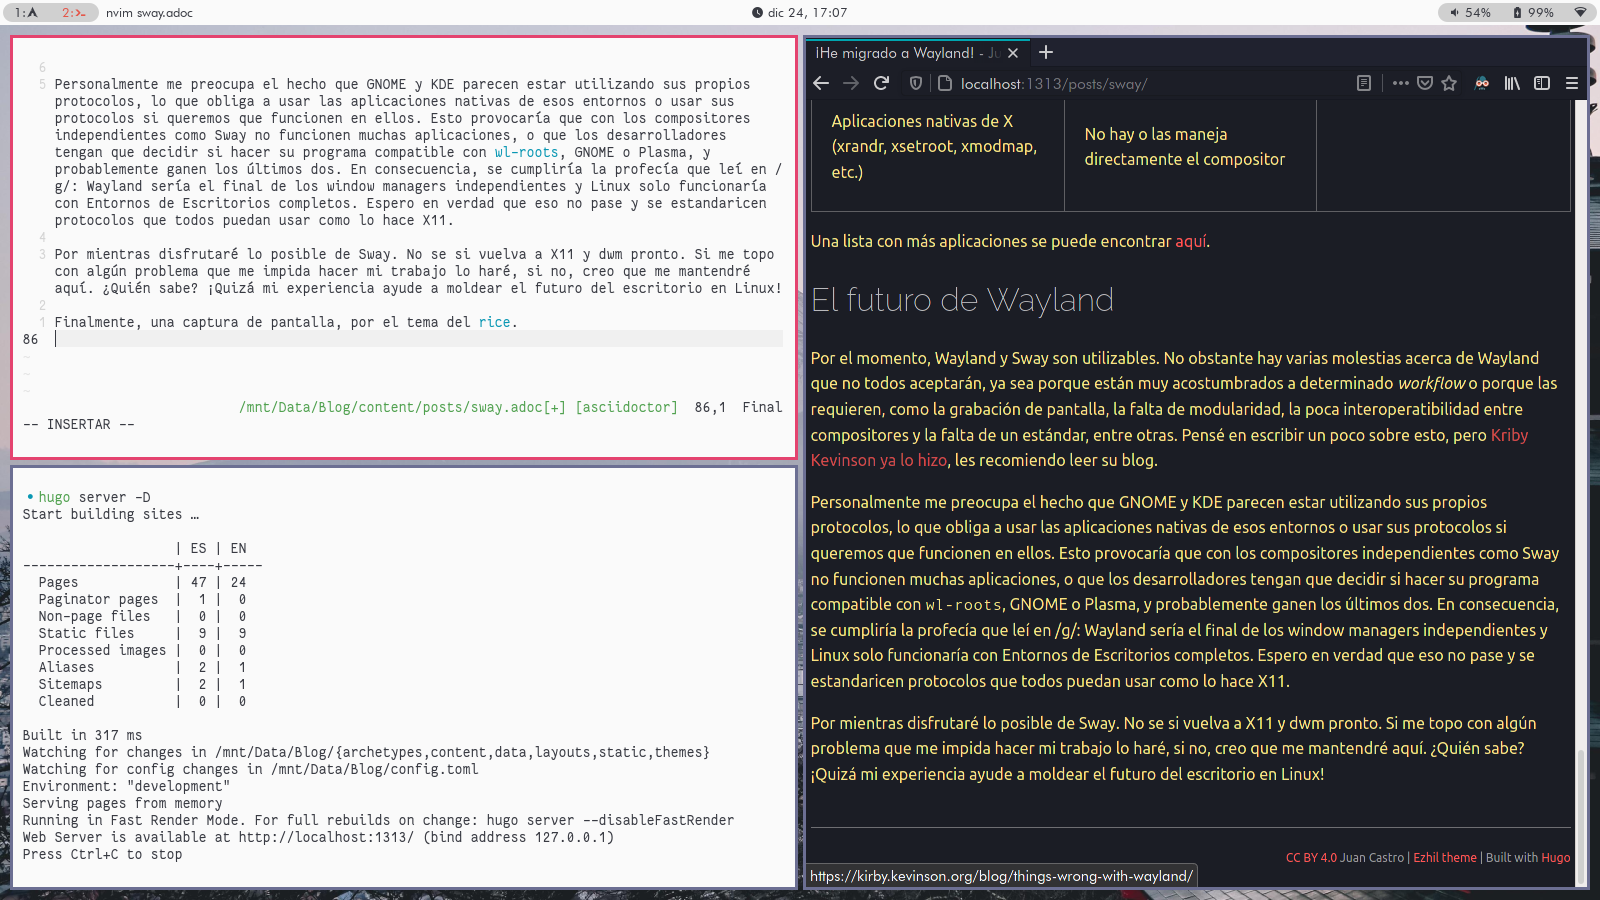 1: 2: nvim sway.adoc
dic 24, 17:07
54% 99%
6
5 Personalmente me preocupa el hecho que GNOME y KDE parecen estar utilizando sus propios
protocolos, lo que obliga a usar las aplicaciones nativas de esos entornos o usar sus
protocolos si queremos que funcionen en ellos. Esto provocaría que con los compositores
independientes como Sway no funcionen muchas aplicaciones, o que los desarrolladores
tengan que decidir si hacer su programa compatible con wl-roots, GNOME o Plasma, y
probablemente ganen los últimos dos. En consecuencia, se cumpliría la profecía que leí en /
g/: Wayland sería el final de los window managers independientes y Linux solo funcionaría
con Entornos de Escritorios completos. Espero en verdad que eso no pase y se estandaricen
protocolos que todos puedan usar como lo hace X11.
4
3 Por mientras disfrutaré lo posible de Sway. No se si vuelva a X11 y dwm pronto. Si me topo
con algún problema que me impida hacer mi trabajo lo haré, si no, creo que me mantendré
aquí. ¿Quién sabe? ¡Quizá mi experiencia ayude a moldear el futuro del escritorio en Linux!
2
1 Finalmente, una captura de pantalla, por el tema del rice.
86
~
~
~
/mnt/Data/Blog/content/posts/sway.adoc[+] [asciidoctor] 86,1 Final
-- INSERTAR --
• hugo server -D
Start building sites …
| ES | EN
-------------------+----+-----
Pages | 47 | 24
Paginator pages | 1 | 0
Non-page files | 0 | 0
Static files | 9 | 9
Processed images | 0 | 0
Aliases | 2 | 1
Sitemaps | 2 | 1
Cleaned | 0 | 0
Built in 317 ms
Watching for changes in /mnt/Data/Blog/{archetypes,content,data,layouts,static,themes}
Watching for config changes in /mnt/Data/Blog/config.toml
Environment: "development"
Serving pages from memory
Running in Fast Render Mode. For full rebuilds on change: hugo server --disableFastRender
Web Server is available at http://localhost:1313/ (bind address 127.0.0.1)
Press Ctrl+C to stop
¡He migrado a Wayland! - Ju
localhost:1313/posts/sway/
Aplicaciones nativas de X
(xrandr, xsetroot, xmodmap,
etc.)
No hay o las maneja
directamente el compositor
Una lista con más aplicaciones se puede encontrar aquí.
El futuro de Wayland
Por el momento, Wayland y Sway son utilizables. No obstante hay varias molestias acerca de Wayland
que no todos aceptarán, ya sea porque están muy acostumbrados a determinado workflow o porque las
requieren, como la grabación de pantalla, la falta de modularidad, la poca interoperatibilidad entre
compositores y la falta de un estándar, entre otras. Pensé en escribir un poco sobre esto, pero Kriby
Kevinson ya lo hizo, les recomiendo leer su blog.
Personalmente me preocupa el hecho que GNOME y KDE parecen estar utilizando sus propios
protocolos, lo que obliga a usar las aplicaciones nativas de esos entornos o usar sus protocolos si
queremos que funcionen en ellos. Esto provocaría que con los compositores independientes como Sway
no funcionen muchas aplicaciones, o que los desarrolladores tengan que decidir si hacer su programa
compatible con wl-roots, GNOME o Plasma, y probablemente ganen los últimos dos. En consecuencia,
se cumpliría la profecía que leí en /g/: Wayland sería el final de los window managers independientes y
Linux solo funcionaría con Entornos de Escritorios completos. Espero en verdad que eso no pase y se
estandaricen protocolos que todos puedan usar como lo hace X11.
Por mientras disfrutaré lo posible de Sway. No se si vuelva a X11 y dwm pronto. Si me topo con algún
problema que me impida hacer mi trabajo lo haré, si no, creo que me mantendré aquí. ¿Quién sabe?
¡Quizá mi experiencia ayude a moldear el futuro del escritorio en Linux!
CC BY 4.0 Juan Castro | Ezhil theme | Built with Hugo
https://kirby.kevinson.org/blog/things-wrong-with-wayland/